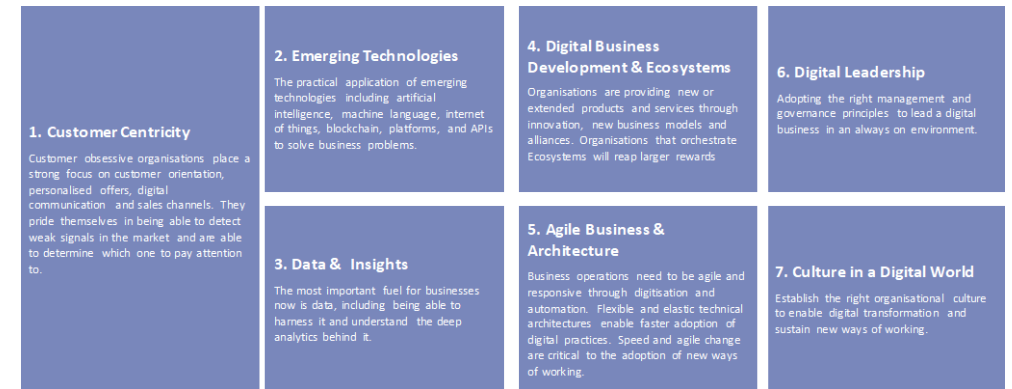 1. Customer Centricity
Customer obsessive organisations place a
strong focus on customer orientation,
personalised offers, digital
communication and sales channels. They
pride themselves in being able to detect
weak signals in the market and are able
to determine which one to pay attention
to.
2. Emerging Technologies
The practical application of emerging
technologies including artificial
intelligence, machine language, internet
of things, blockchain, platforms, and APIs
to solve business problems.
3. Data & Insights
The most important fuel for businesses
now is data, including being able to
harness it and understand the deep
analytics behind it.
4. Digital Business
Development & Ecosystems
Organisations are providing new or
extended products and services through
innovation, new business models and
alliances. Organisations that orchestrate
Ecosystems will reap larger rewards
5. Agile Business &
Architecture
Business operations need to be agile and
responsive through digitisation and
automation. Flexible and elastic technical
architectures enable faster adoption of
digital practices. Speed and agile change
are critical to the adoption of new ways
of working.
6. Digital Leadership
Adopting the right management and
governance principles to lead a digital
business in an always on environment.
7. Culture in a Digital World
Establish the right organisational culture
to enable digital transformation and
sustain new ways of working.